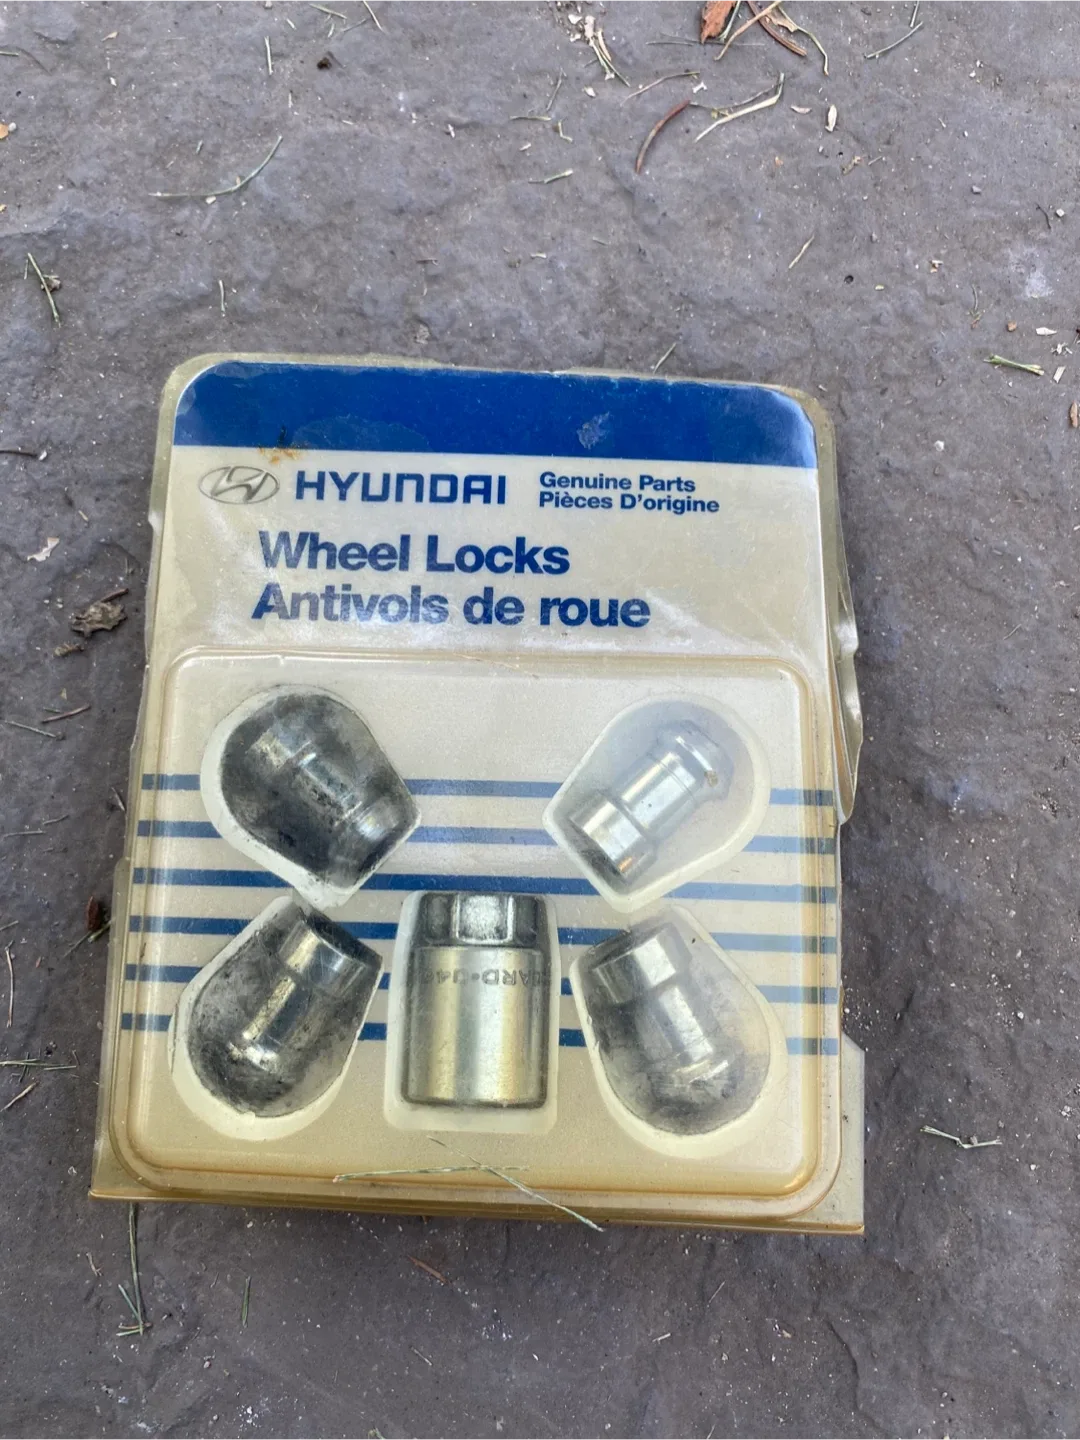 HYUNDAI
Genuine Parts
Pièces D'origine
Wheel Locks
Antivols de roue